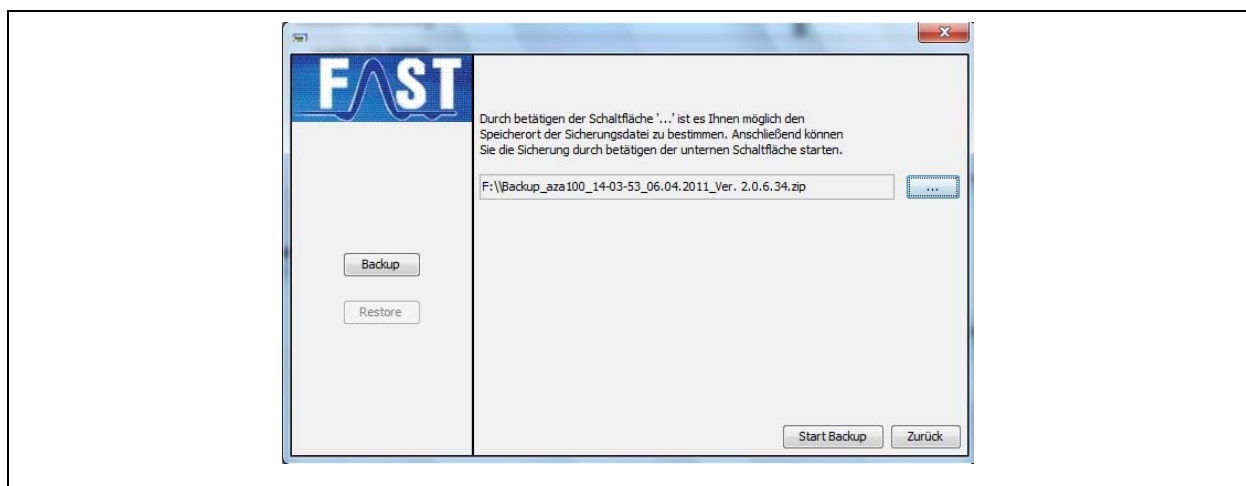 FAST
Durch betätigen der Schaltfläche '...' ist es Ihnen möglich den
Speicherort der Sicherungsdatei zu bestimmen. Anschließend können
Sie die Sicherung durch betätigen der unternen Schaltfläche starten.
F:\\Backup_aza100_14-03-53_06.04.2011_Ver. 2.0.6.34.zip
...
Backup
Restore
Start Backup
Zurück